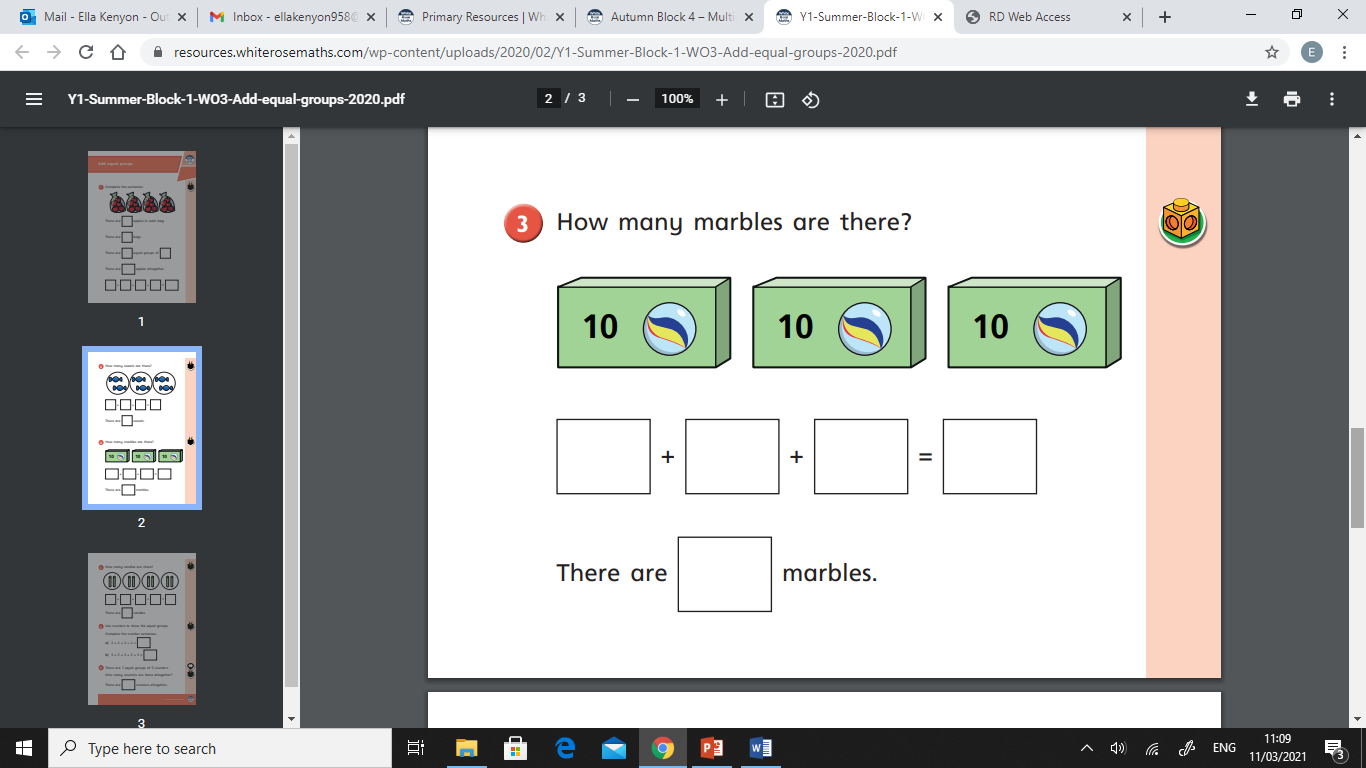 Mail - Ella Kenyon - Out
Inbox - ellakenyon958@
Primary Resources | Wh
Autumn Block 4 – Multi
Y1-Summer-Block-1-W
RD Web Access
resources.whiterosemaths.com/wp-content/uploads/2020/02/Y1-Summer-Block-1-WO3-Add-equal-groups-2020.pdf
E
Y1-Summer-Block-1-WO3-Add-equal-groups-2020.pdf
2 / 3
100%
1
2
3
3 How many marbles are there?
10 10 10
+ + =
There are marbles.
Type here to search
ENG
11:09
11/03/2021
3